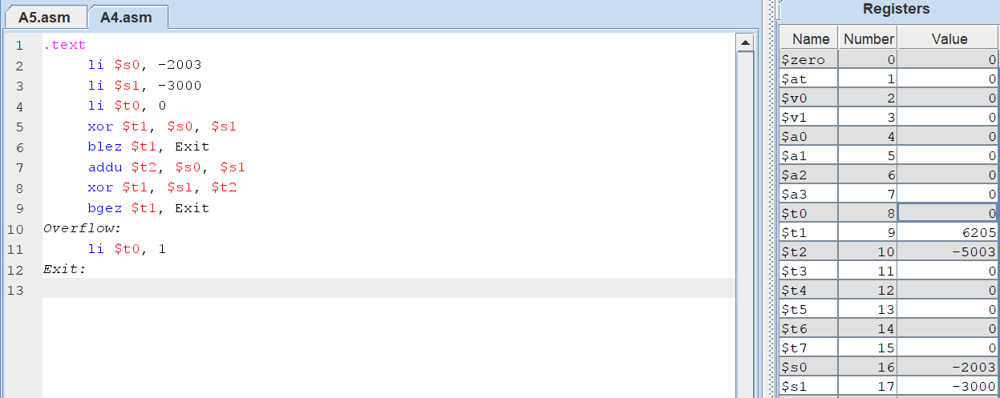 A5.asm A4.asm
1 .text
2 li $s0, -2003
3 li $s1, -3000
4 li $t0, 0
5 xor $t1, $s0, $s1
6 blez $t1, Exit
7 addu $t2, $s0, $s1
8 xor $t1, $s1, $t2
9 bgez $t1, Exit
10 Overflow:
11 li $t0, 1
12 Exit:
13
Registers
Name Number Value
$zero 0 0
$at 1 0
$v0 2 0
$v1 3 0
$a0 4 0
$a1 5 0
$a2 6 0
$a3 7 0
$t0 8 0
$t1 9 6205
$t2 10 -5003
$t3 11 0
$t4 12 0
$t5 13 0
$t6 14 0
$t7 15 0
$s0 16 -2003
$s1 17 -3000